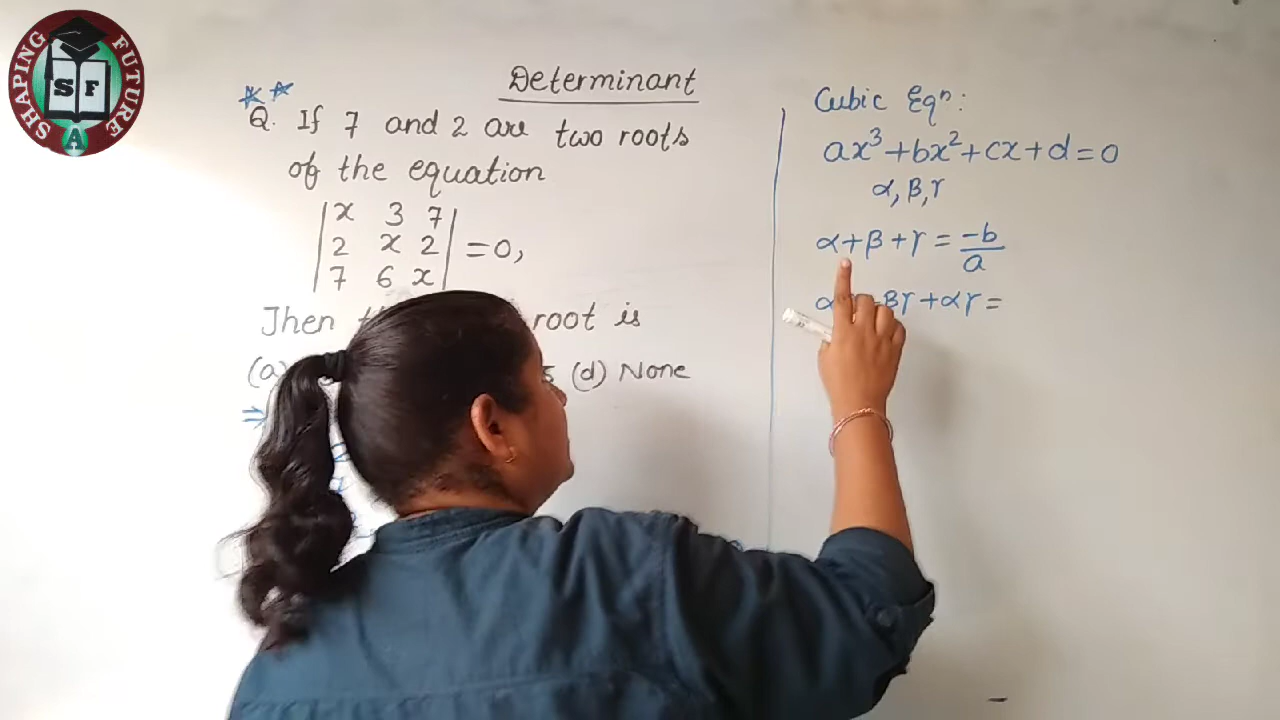 SHAPING FUTURE
SF
A
Determinant
Q. If 7 and 2 are two roots
of the equation
| x 3 7 |
| 2 x 2 | = 0,
| 7 6 x |
Then root is
(a) (d) None
⇒
Cubic Eqⁿ:
ax³+bx²+cx+d=0
α, β, γ
α+β+γ = -b/a
α βγ+αγ =